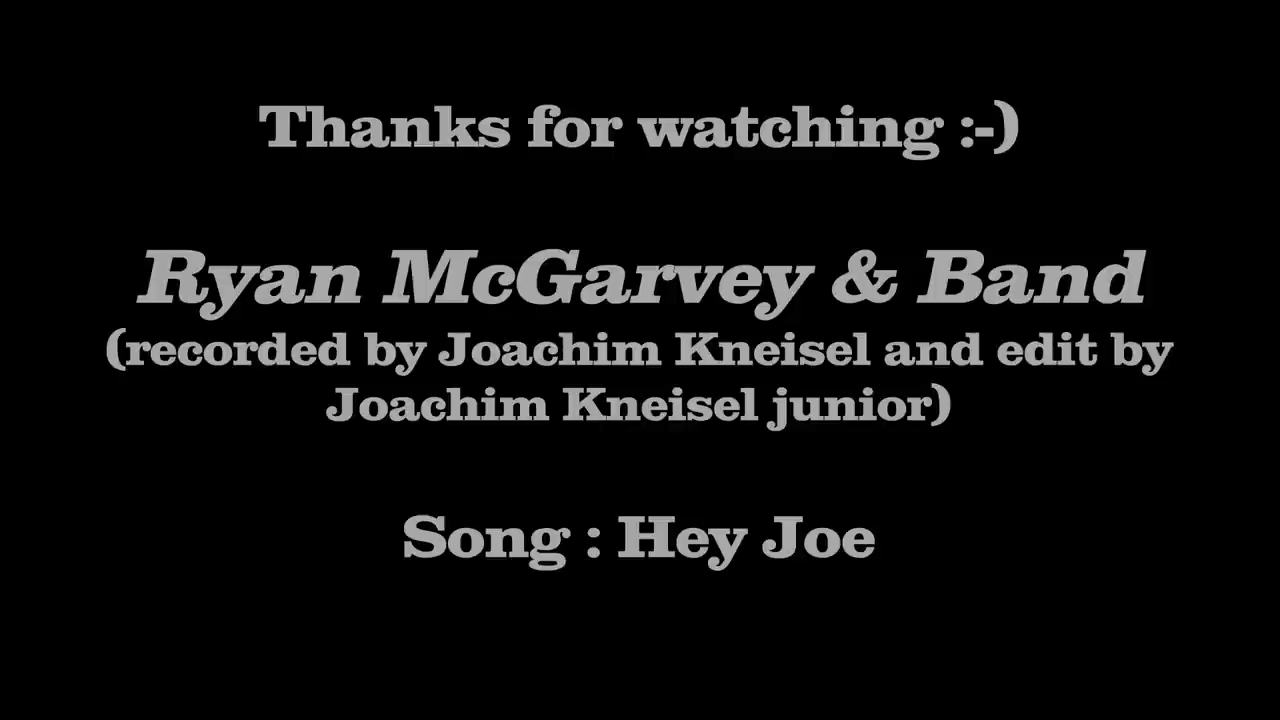 Thanks for watching :-)
Ryan McGarvey & Band
(recorded by Joachim Kneisel and edit by
Joachim Kneisel junior)
Song : Hey Joe